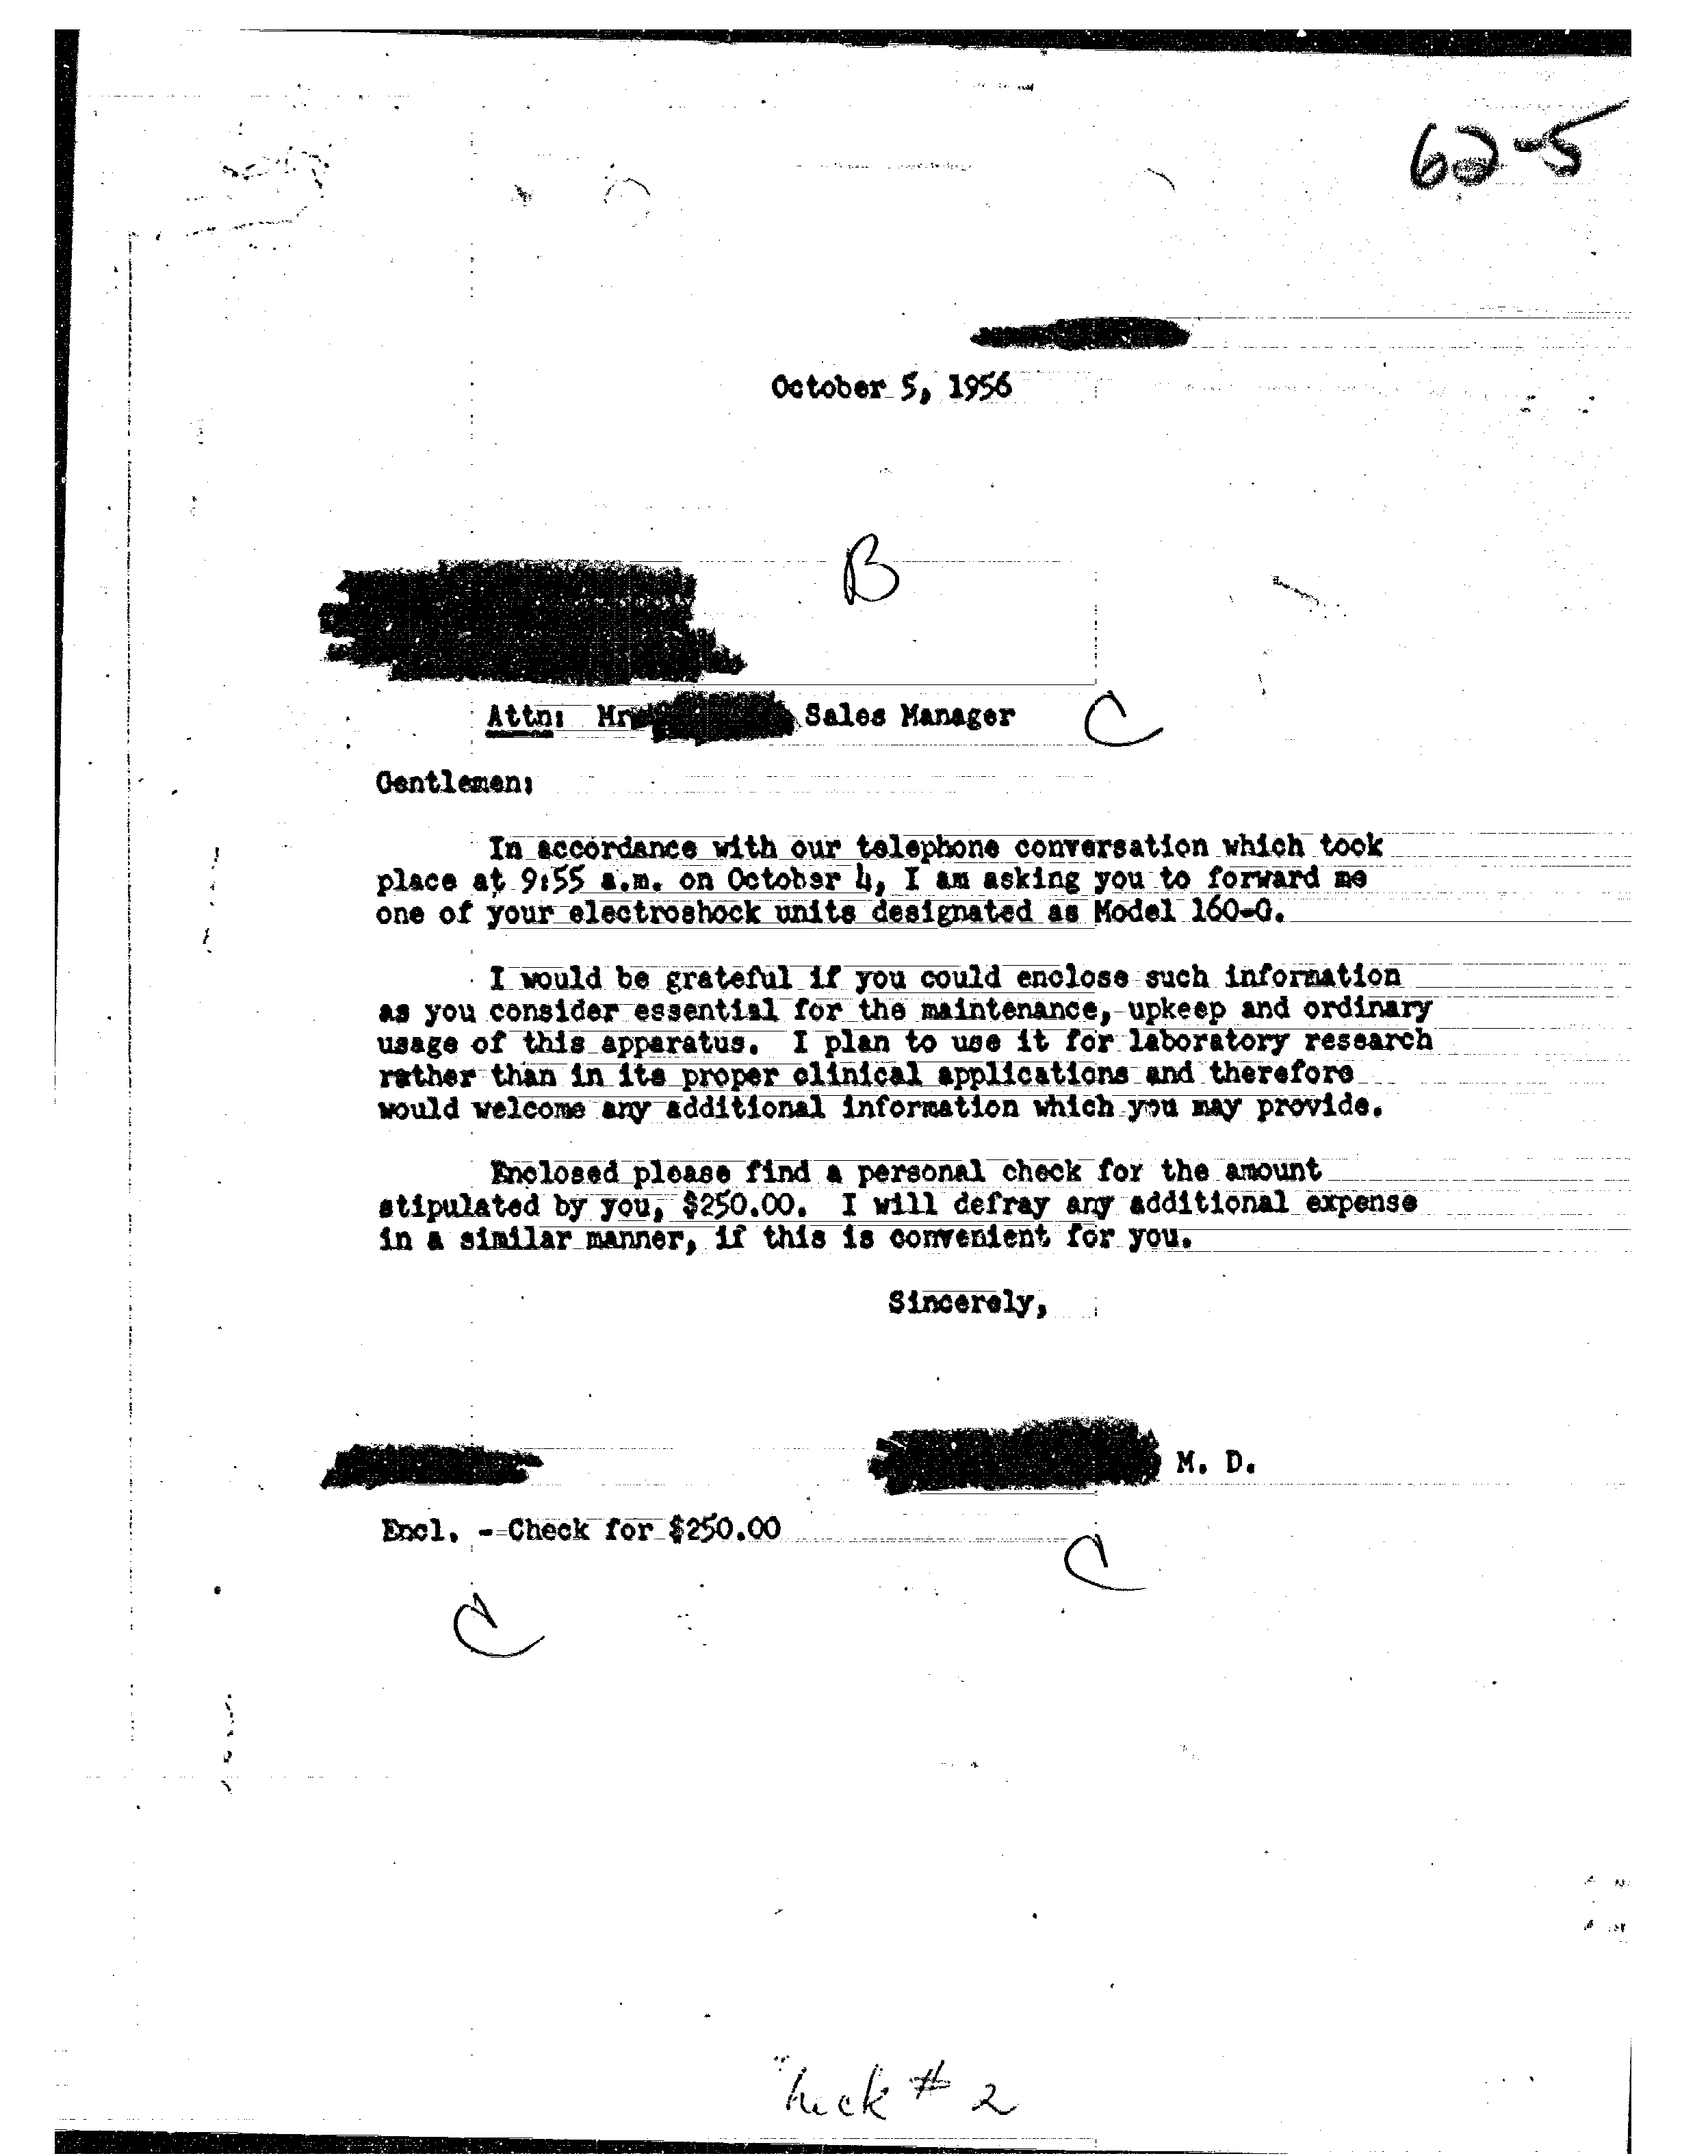 62-5
October 5, 1956
B
Attn: Mr. Sales Manager C
Gentlemen:
In accordance with our telephone conversation which took
place at 9:55 a.m. on October 4, I am asking you to forward me
one of your electroshock units designated as Model 160-G.
I would be grateful if you could enclose such information
as you consider essential for the maintenance, upkeep and ordinary
usage of this apparatus. I plan to use it for laboratory research
rather than in its proper clinical applications and therefore
would welcome any additional information which you may provide.
Enclosed please find a personal check for the amount
stipulated by you, $250.00. I will defray any additional expense
in a similar manner, if this is convenient for you.
Sincerely,
M. D.
Encl. - Check for $250.00
C
C
# 2